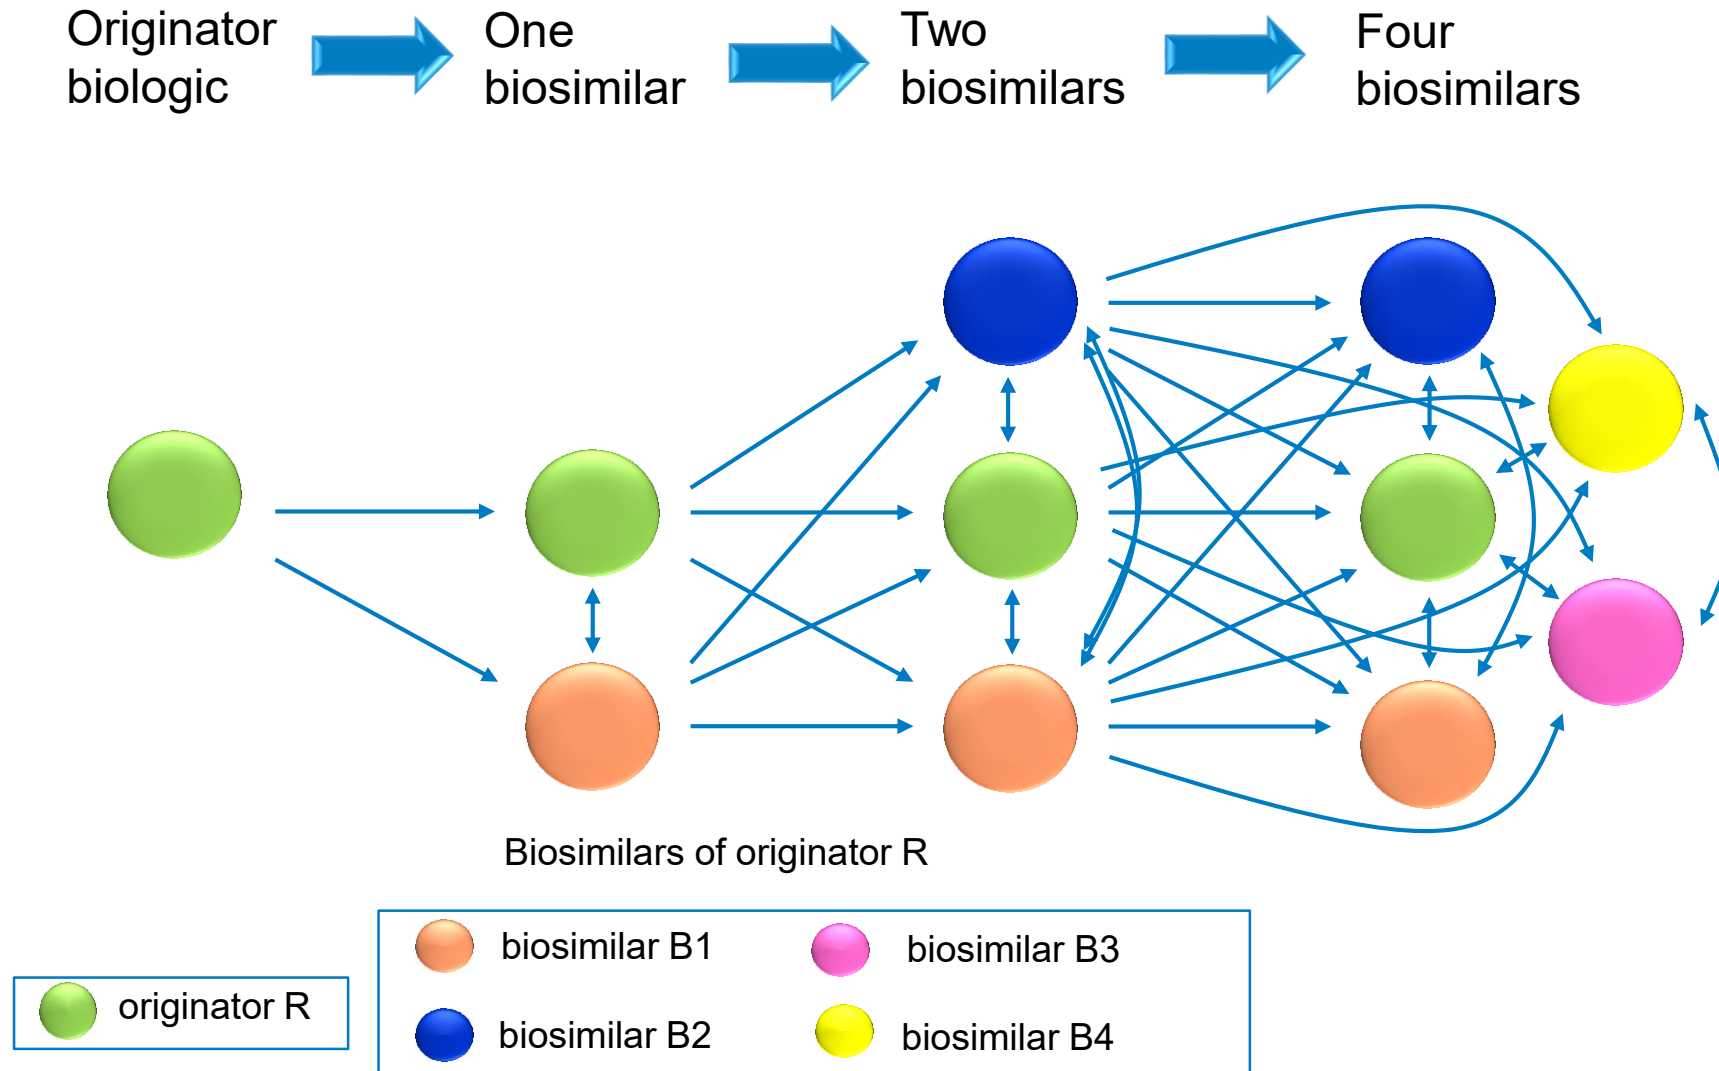 Originator
biologic
One
biosimilar
Two
biosimilars
Four
biosimilars
Biosimilars of originator R
originator R
biosimilar B1
biosimilar B3
biosimilar B2
biosimilar B4